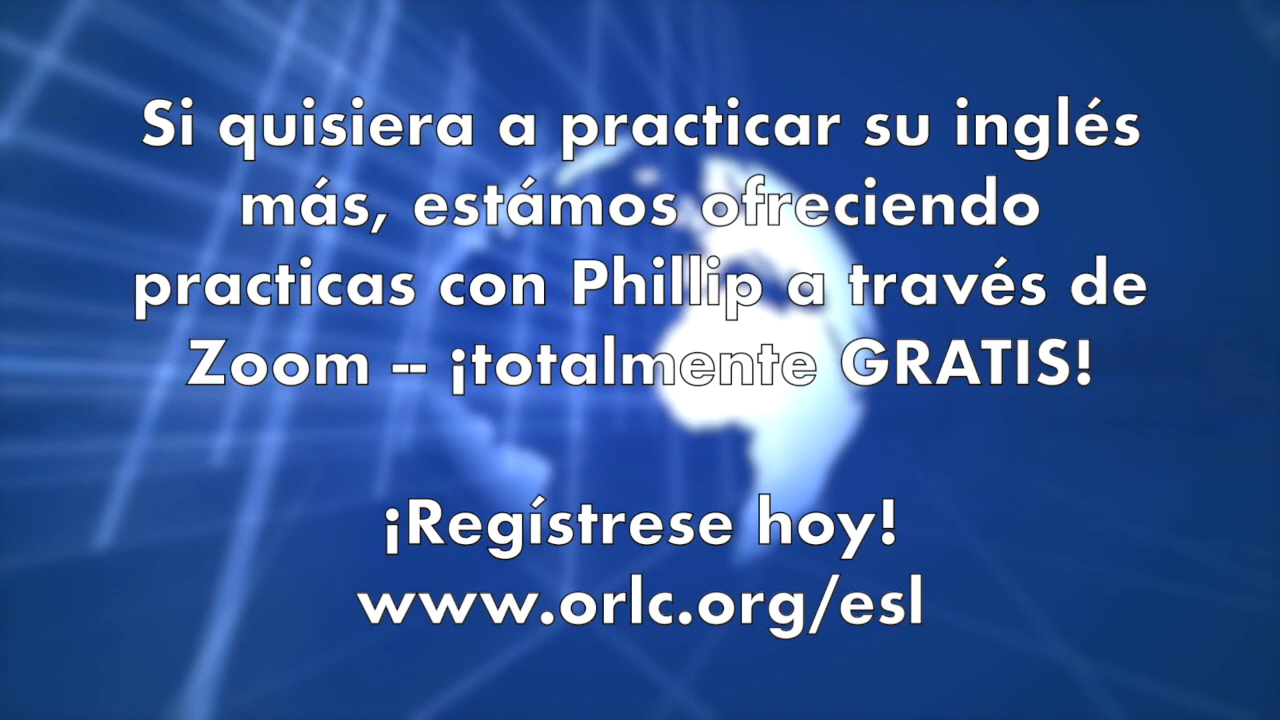 Si quisiera a practicar su inglés
más, estámos ofreciendo
practicas con Phillip a través de
Zoom -- ¡totalmente GRATIS!
¡Regístrese hoy!
www.orlc.org/esl